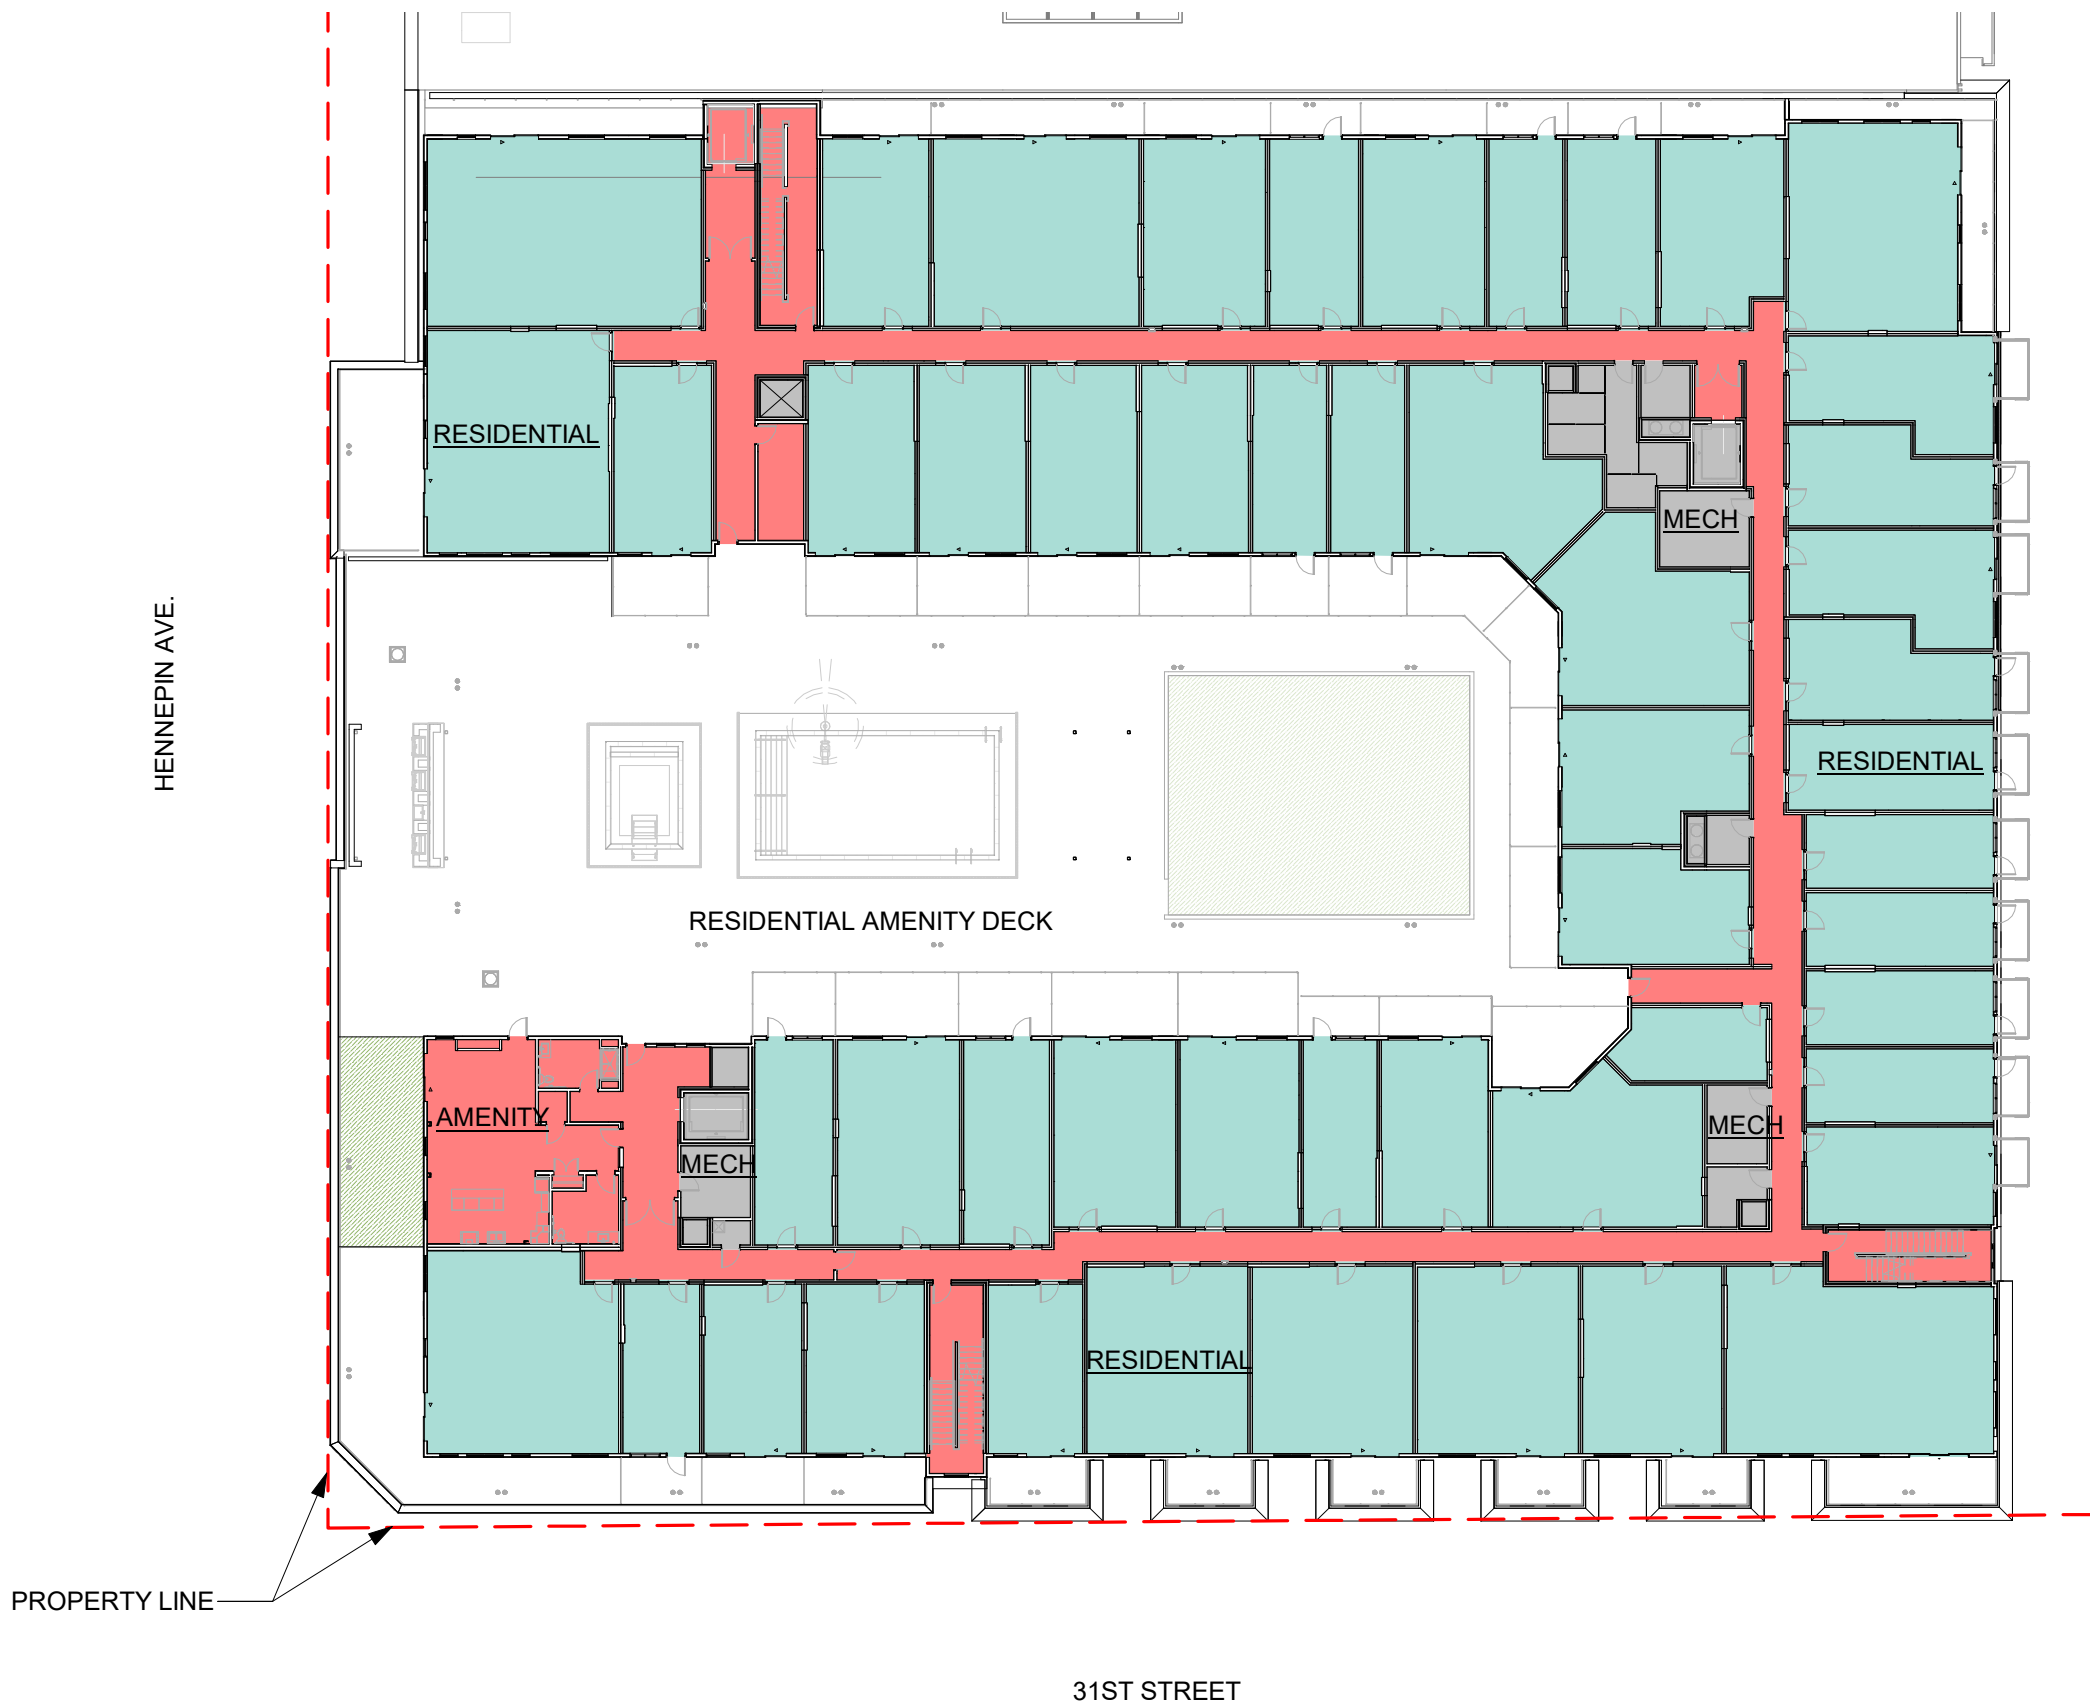 RESIDENTIAL
MECH
HENNEPIN AVE.
RESIDENTIAL
RESIDENTIAL AMENITY DECK
AMENITY
MECH
MECH
RESIDENTIAL
PROPERTY LINE
31ST STREET